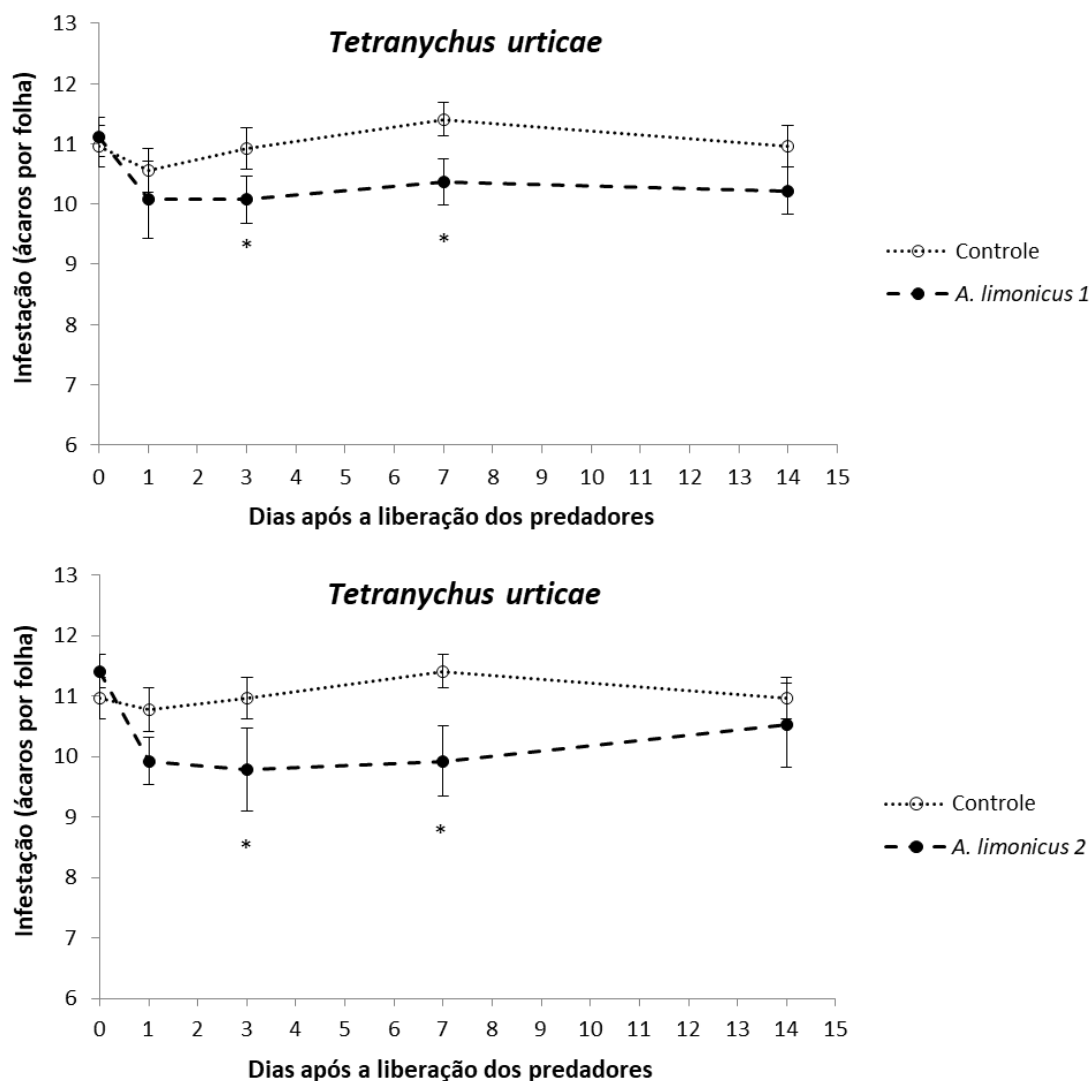 Tetranychus urticae
Infestação (ácaros por folha)
13
12
11
10
9
8
7
6
* *
Controle
A. limonicus 1
0 1 2 3 4 5 6 7 8 9 10 11 12 13 14 15
Dias após a liberação dos predadores
Tetranychus urticae
Infestação (ácaros por folha)
13
12
11
10
9
8
7
6
* *
Controle
A. limonicus 2
0 1 2 3 4 5 6 7 8 9 10 11 12 13 14 15
Dias após a liberação dos predadores